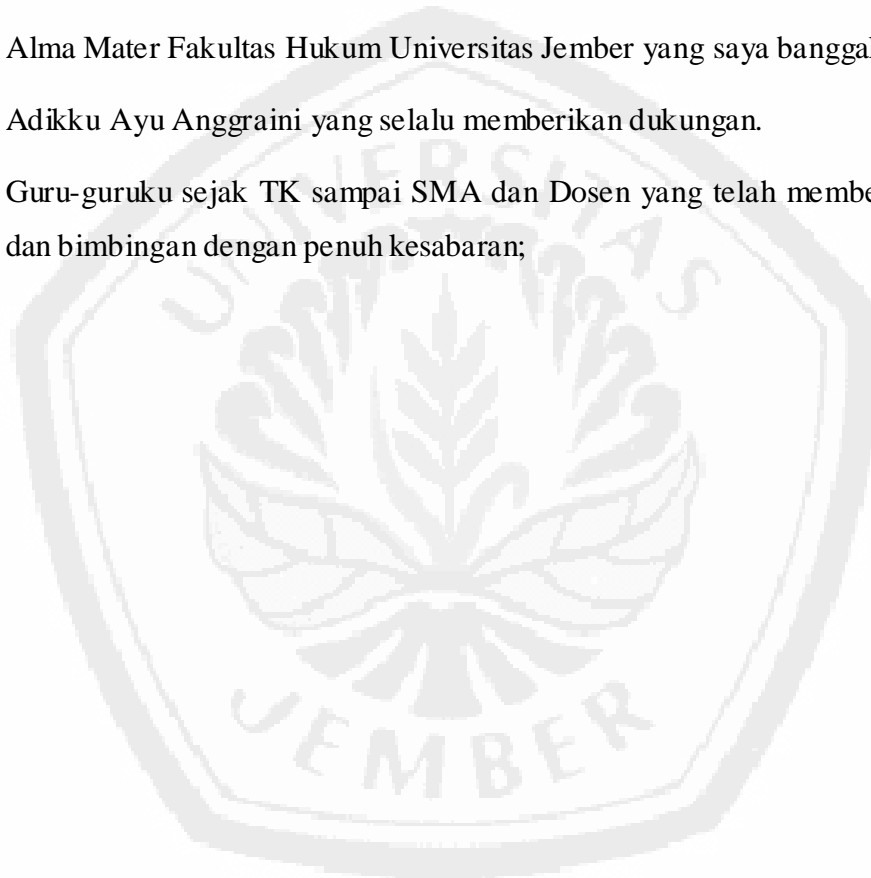 Alma Mater Fakultas Hukum Universitas Jember yang saya
Adikku Ayu Anggraini yang selalu memberikan dukungan.
Guru-guruku sejak TK sampai SMA dan Dosen yang telah
dan bimbingan dengan penuh kesabaran;
UNIVERSITAS
JEMBER